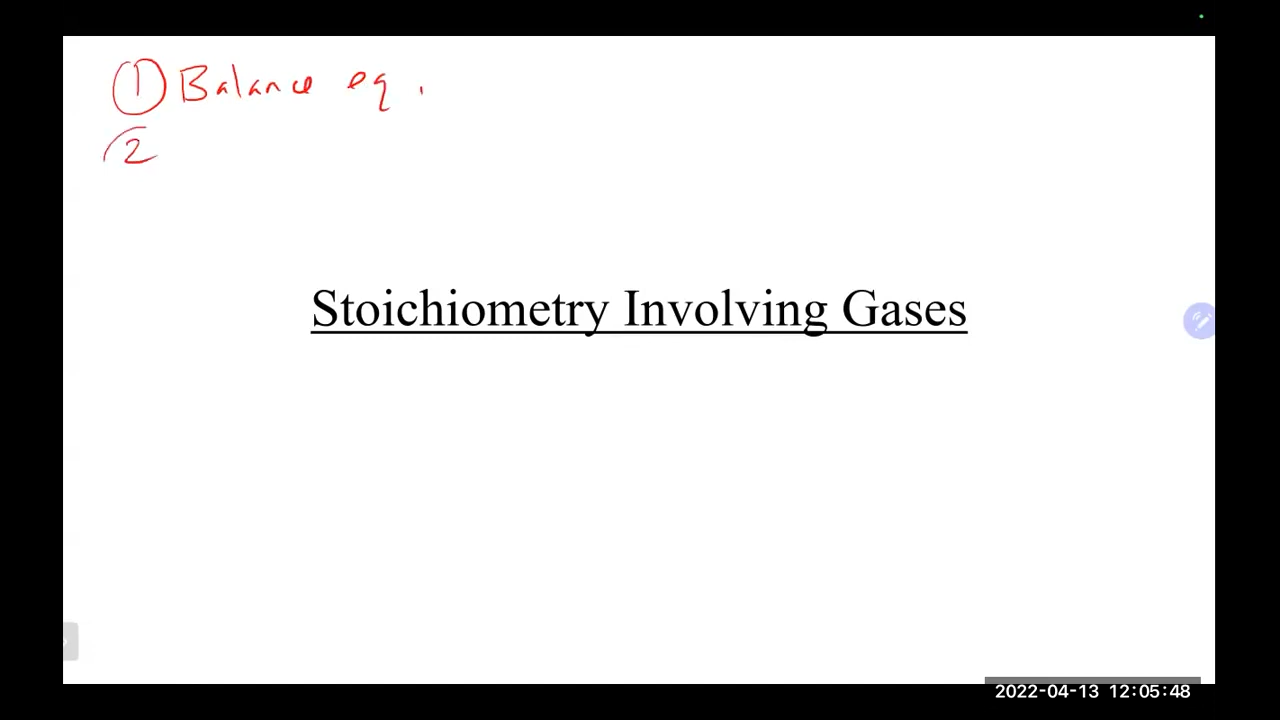 ① Balance eq.
2
Stoichiometry Involving Gases
2022-04-13 12:05:48